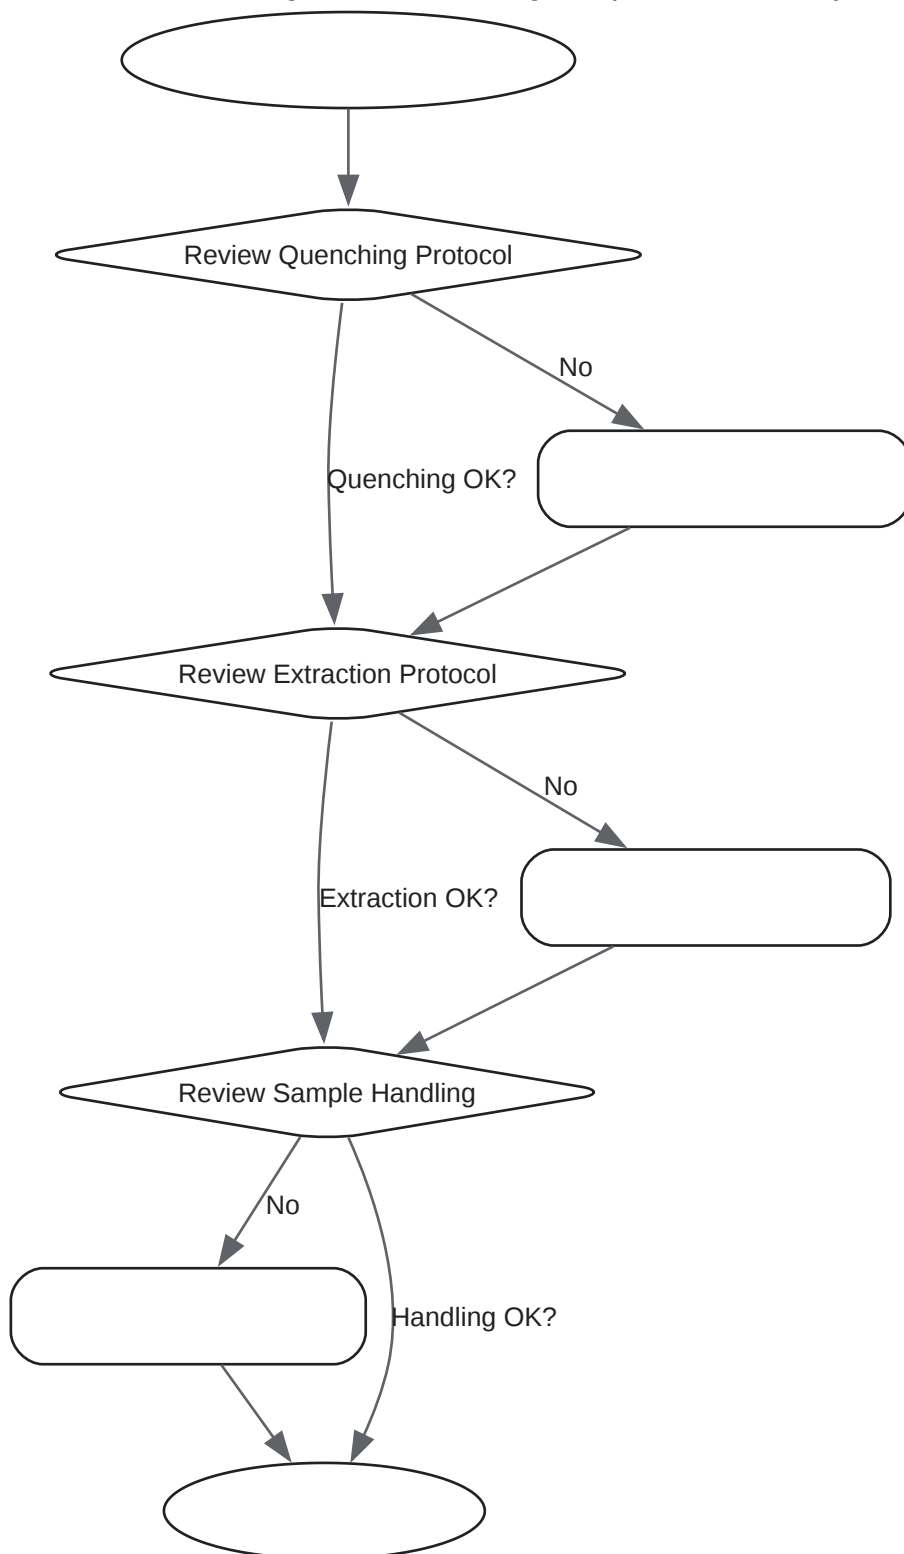 Review Quenching Protocol
No
Quenching OK?
Review Extraction Protocol
No
Extraction OK?
Review Sample Handling
No
Handling OK?